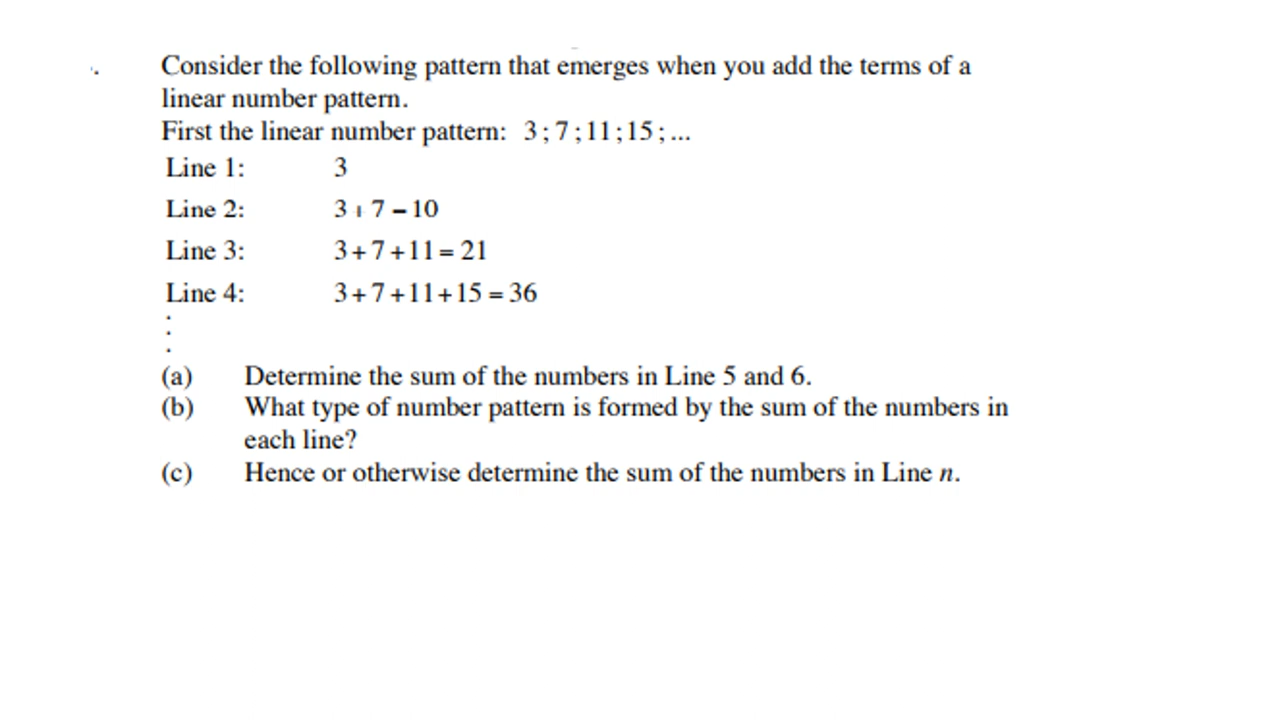 Consider the following pattern that emerges when you add the terms of a
linear number pattern.
First the linear number pattern: 3 ; 7 ; 11 ; 15 ; ...
Line 1: 3
Line 2: 3 + 7 = 10
Line 3: 3 + 7 + 11 = 21
Line 4: 3 + 7 + 11 + 15 = 36
(a) Determine the sum of the numbers in Line 5 and 6.
(b) What type of number pattern is formed by the sum of the numbers in
each line?
(c) Hence or otherwise determine the sum of the numbers in Line n.